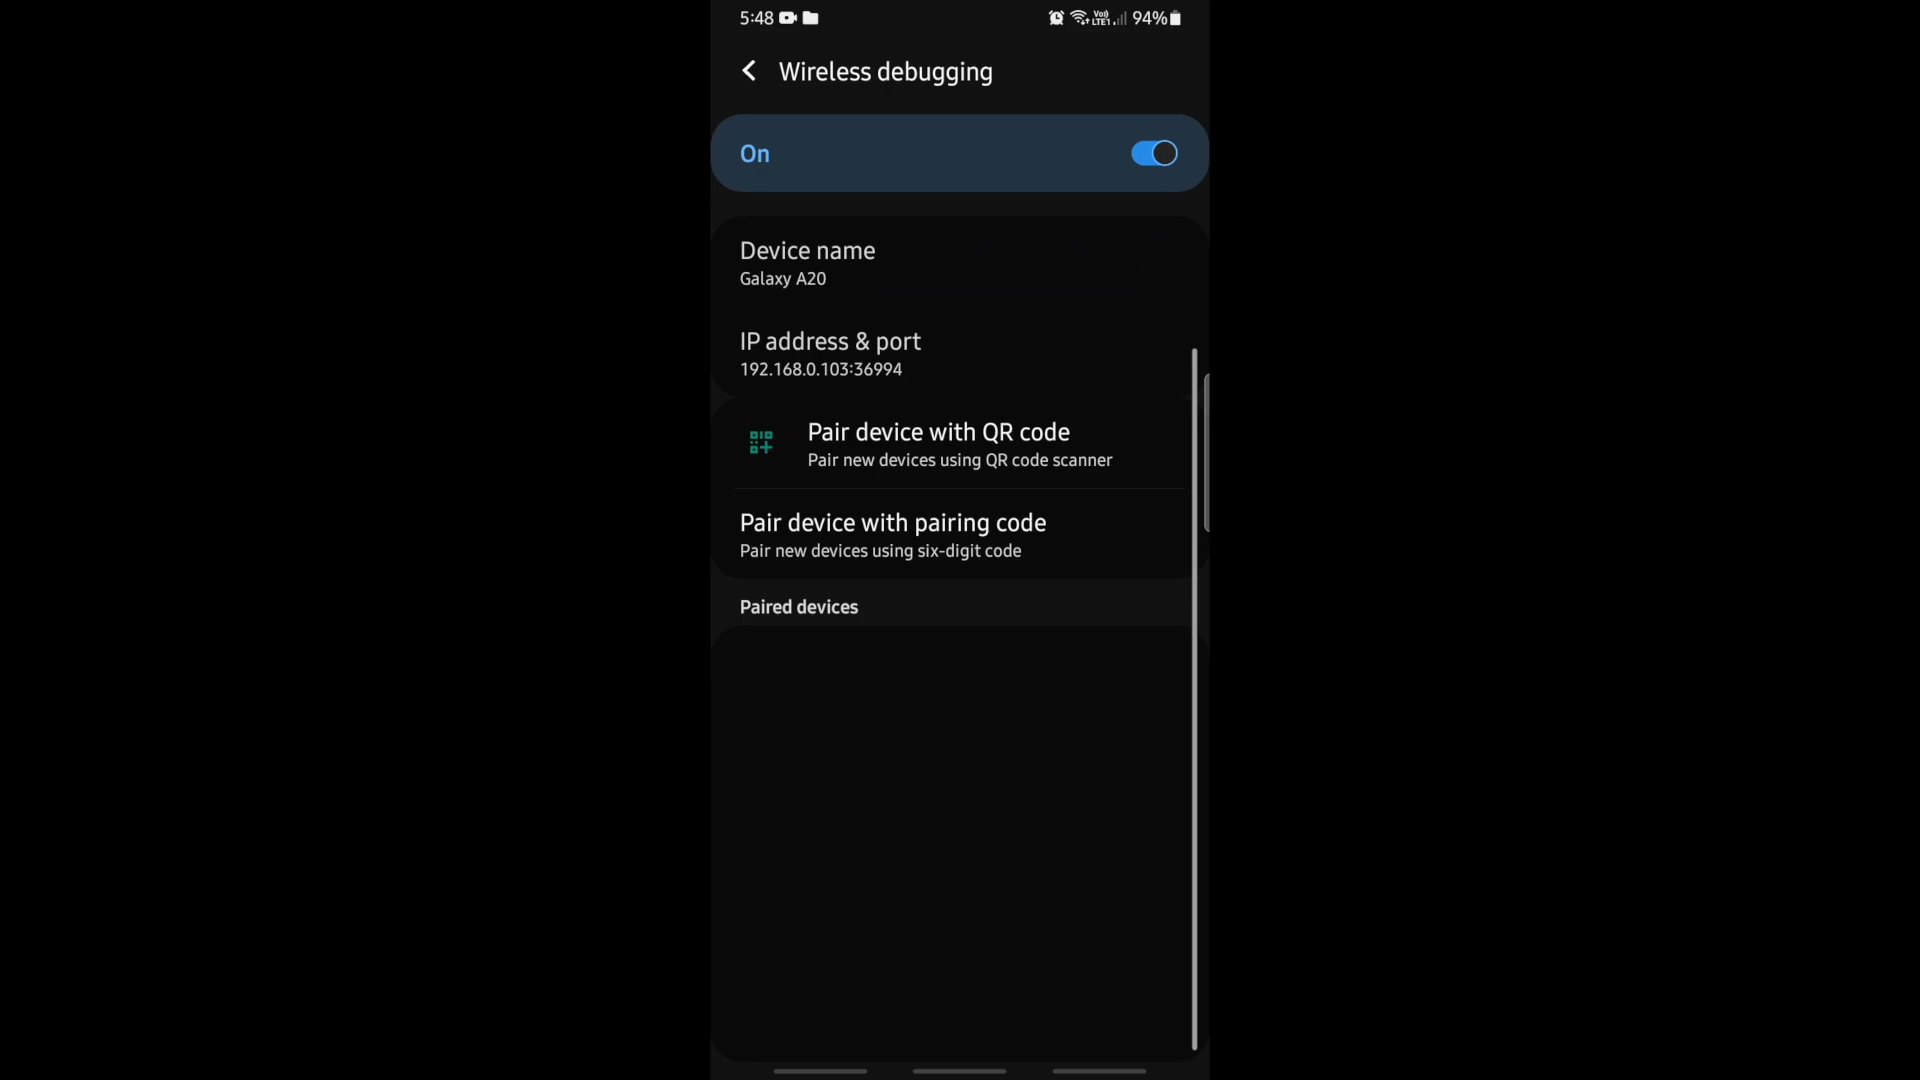 5:48 Vo)) LTE1 94%
Wireless debugging
On
Device name
Galaxy A20
IP address & port
192.168.0.103:36994
Pair device with QR code
Pair new devices using QR code scanner
Pair device with pairing code
Pair new devices using six-digit code
Paired devices